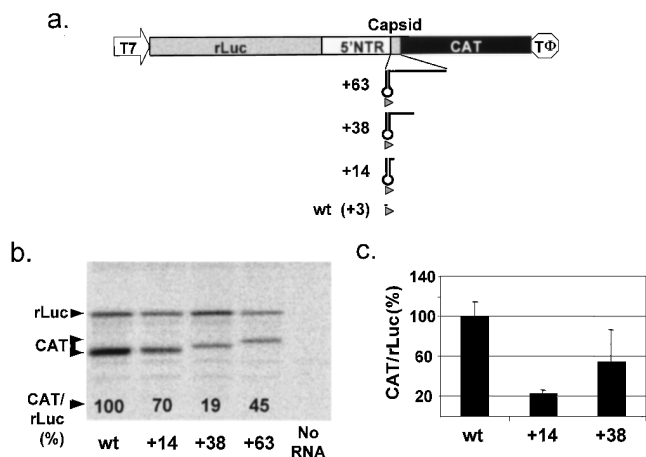 a.
Capsid
T7 rLuc 5'NTR CAT TΦ
+63
+38
+14
wt (+3)
b.
rLuc
CAT
CAT/
rLuc
(%)
100 70 19 45
wt +14 +38 +63 No
RNA
c.
CAT/rLuc(%)
140
100
60
20
wt +14 +38